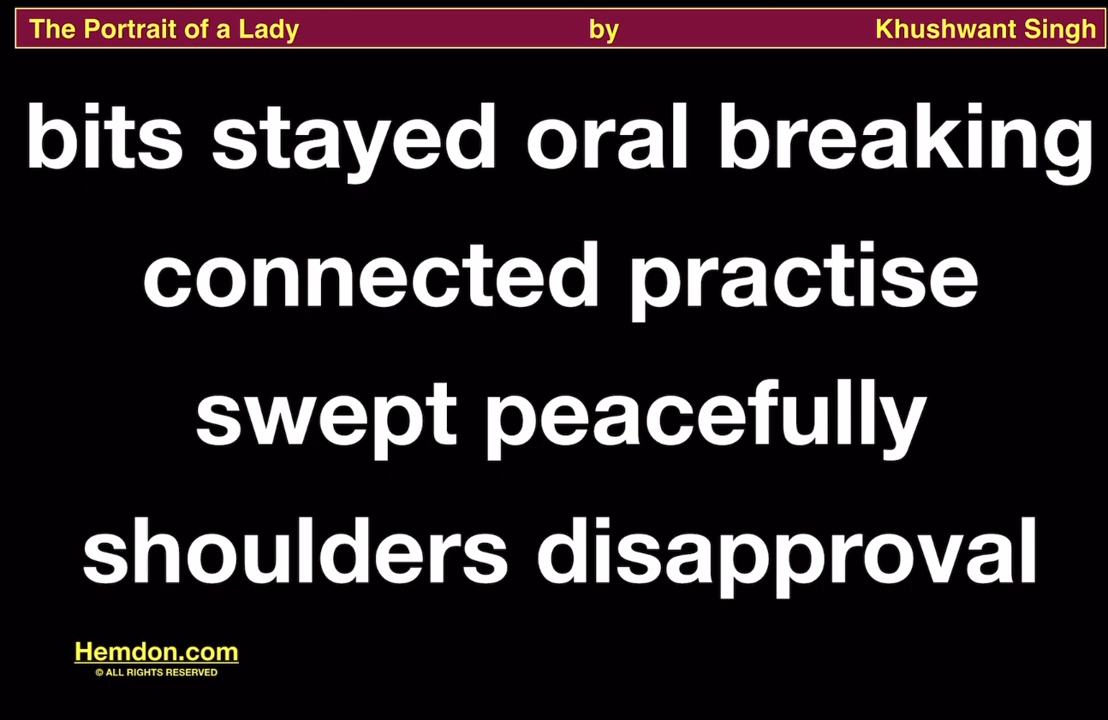 The Portrait of a Lady by Khushwant Singh
bits stayed oral breaking
connected practise
swept peacefully
shoulders disapproval
Hemdon.com
© ALL RIGHTS RESERVED